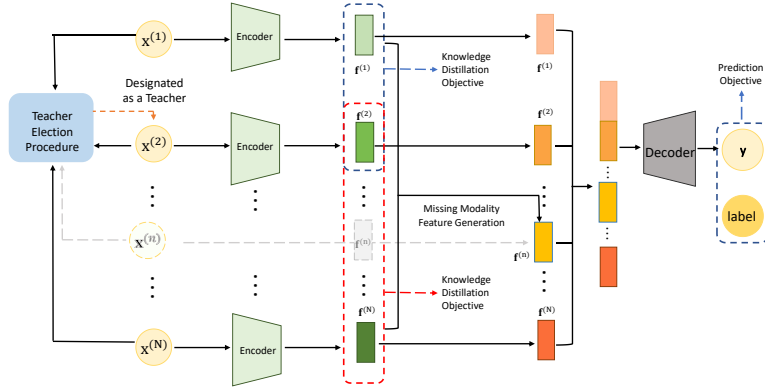 x(1)
Encoder
f(1)
Knowledge
Distillation
Objective
f(1)
Prediction
Objective
Designated
as a Teacher
Teacher
Election
Procedure
x(2)
Encoder
f(2)
f(2)
Decoder
y
label
Missing Modality
Feature Generation
x(n)
f(n)
f(n)
Knowledge
Distillation
Objective
x(N)
Encoder
f(N)
f(N)